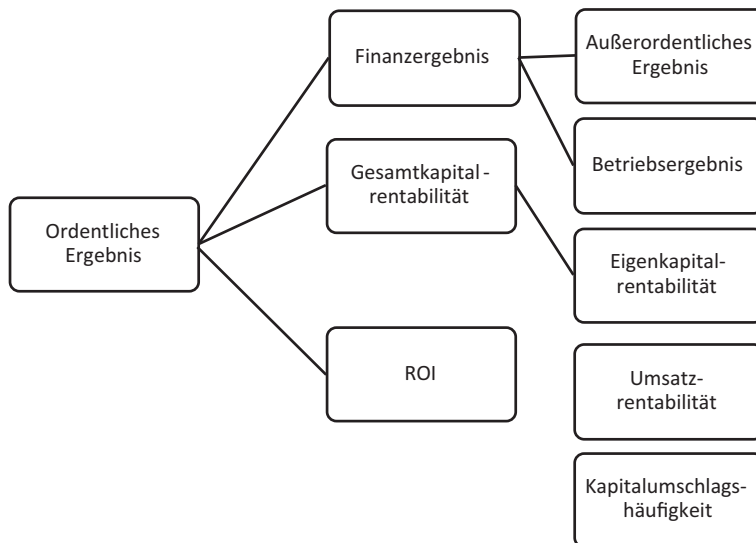 Ordentliches
Ergebnis
Finanzergebnis
Gesamtkapital-
rentabilität
ROI
Außerordentliches
Ergebnis
Betriebsergebnis
Eigenkapital-
rentabilität
Umsatz-
rentabilität
Kapitalumschlags-
häufigkeit